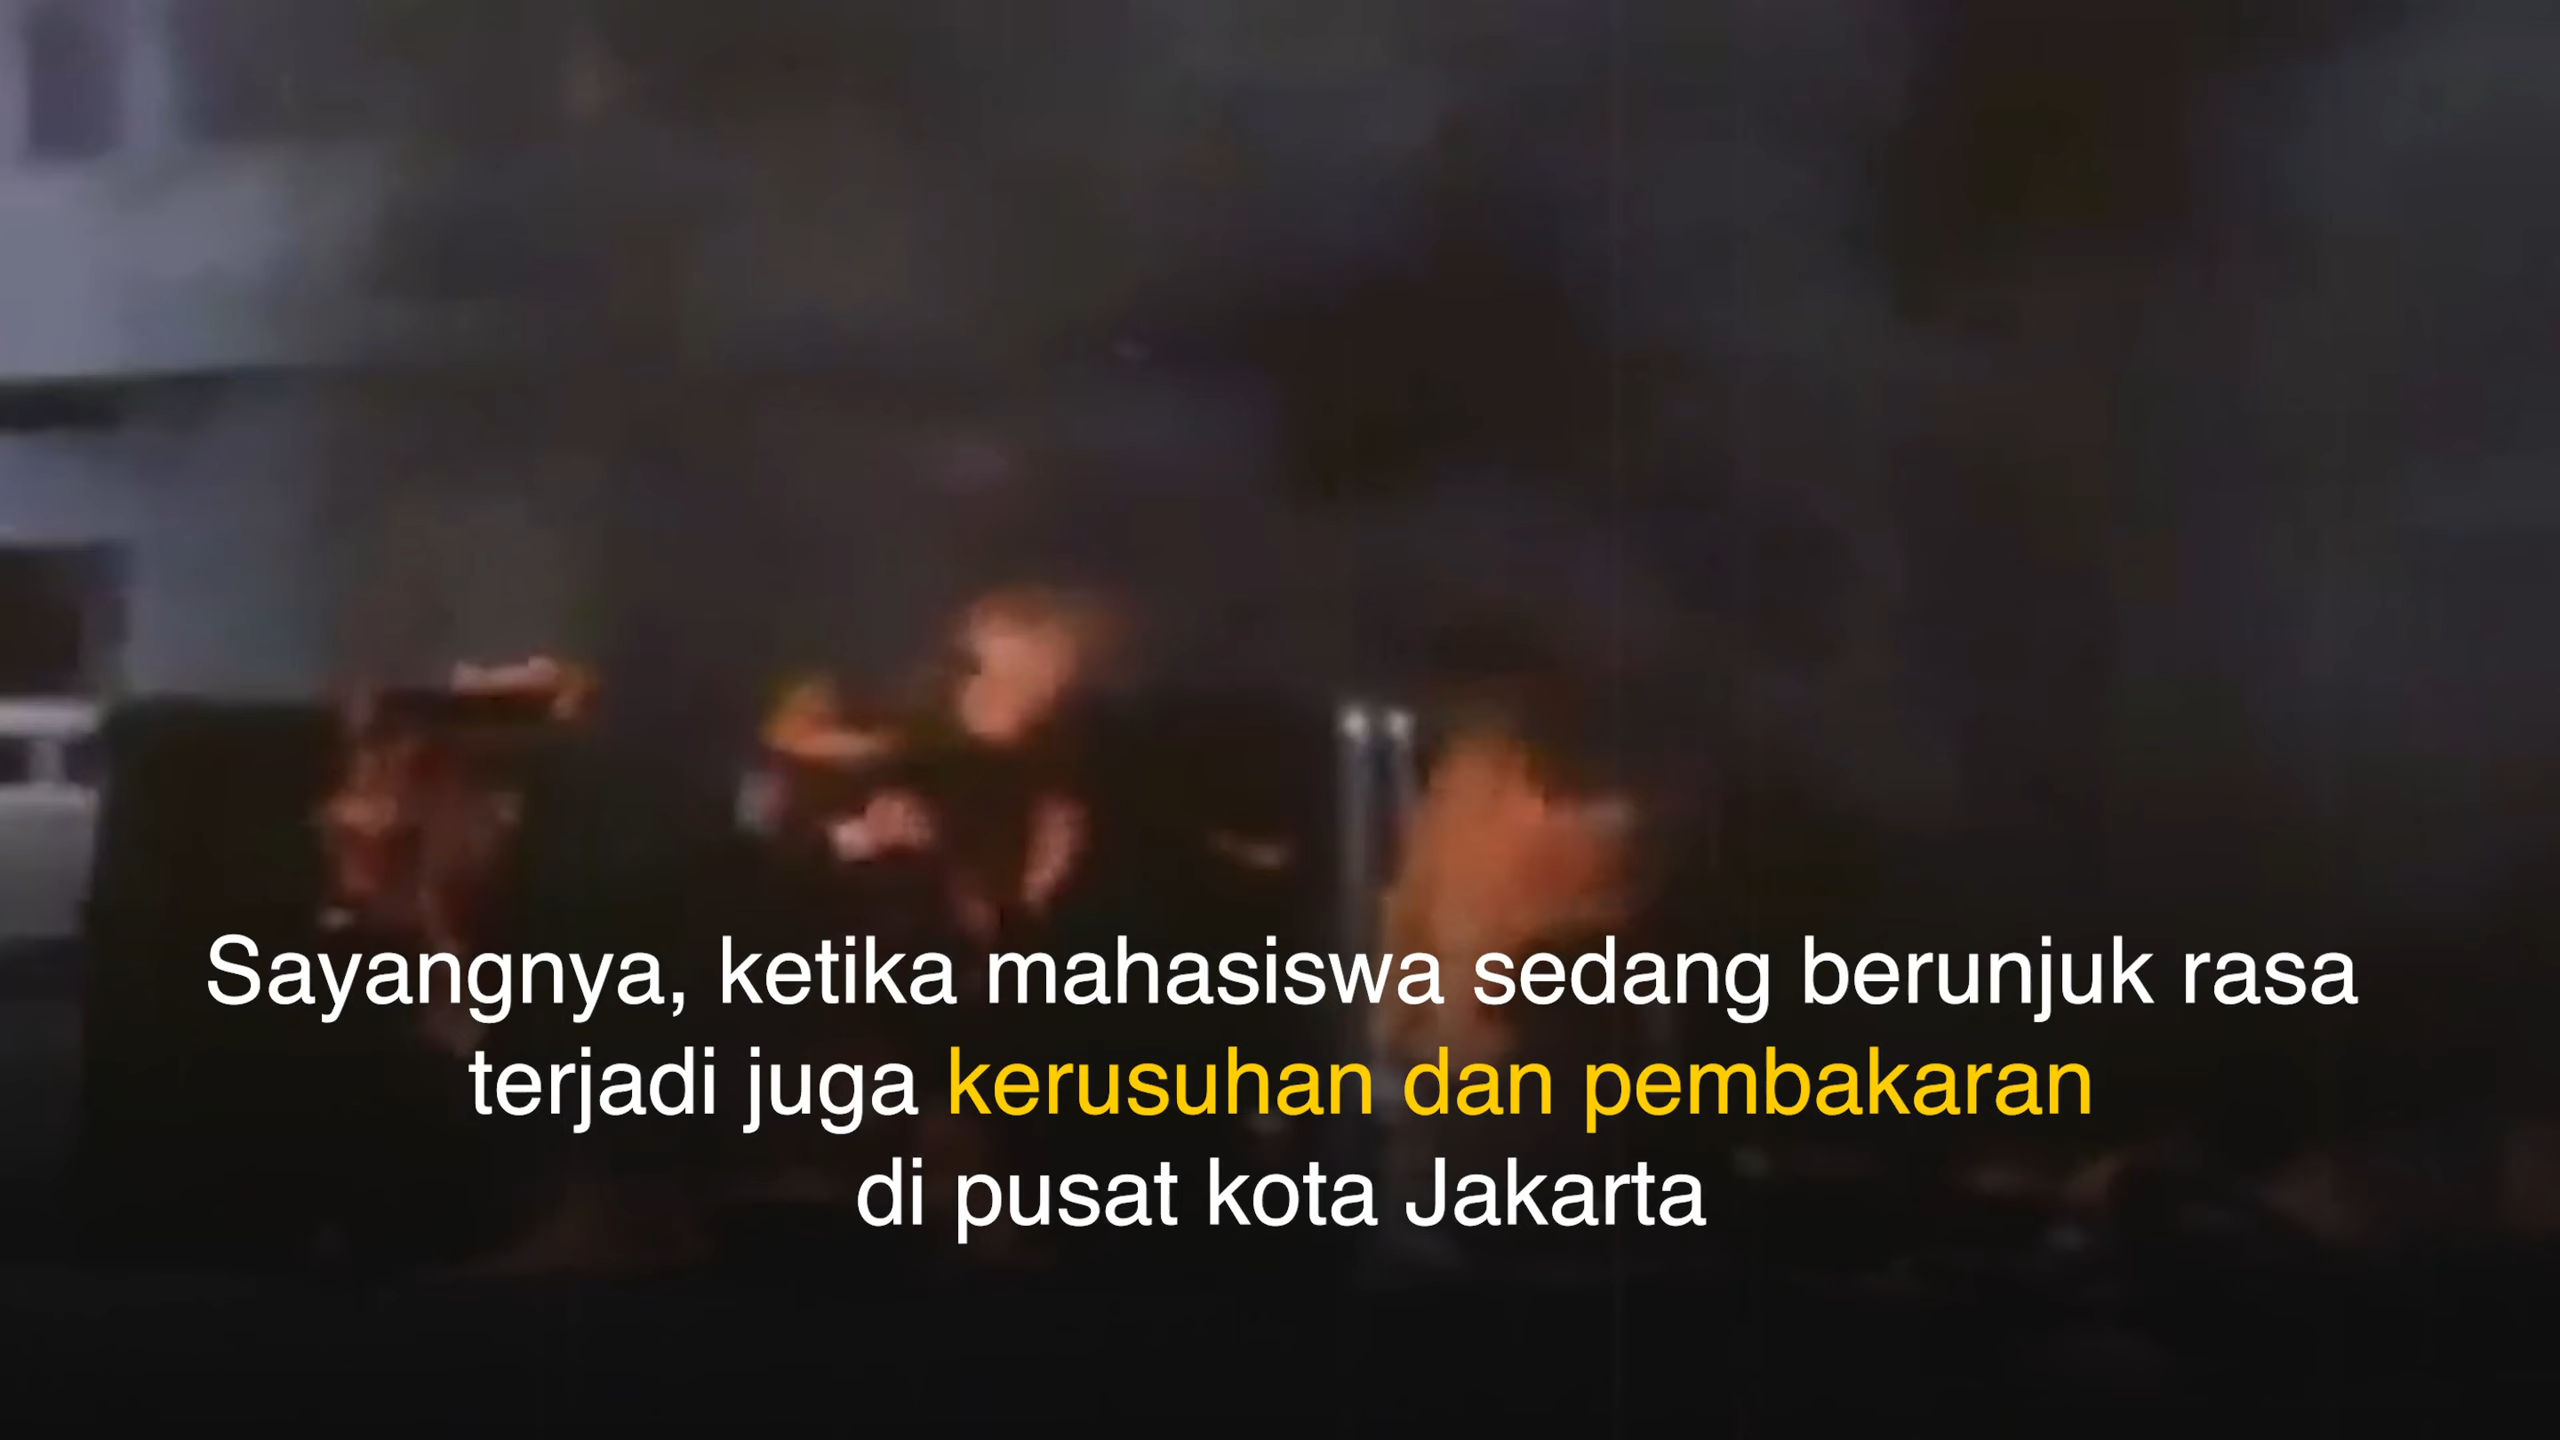 Sayangnya, ketika mahasiswa sedang berunjuk rasa
terjadi juga kerusuhan dan pembakaran
di pusat kota Jakarta